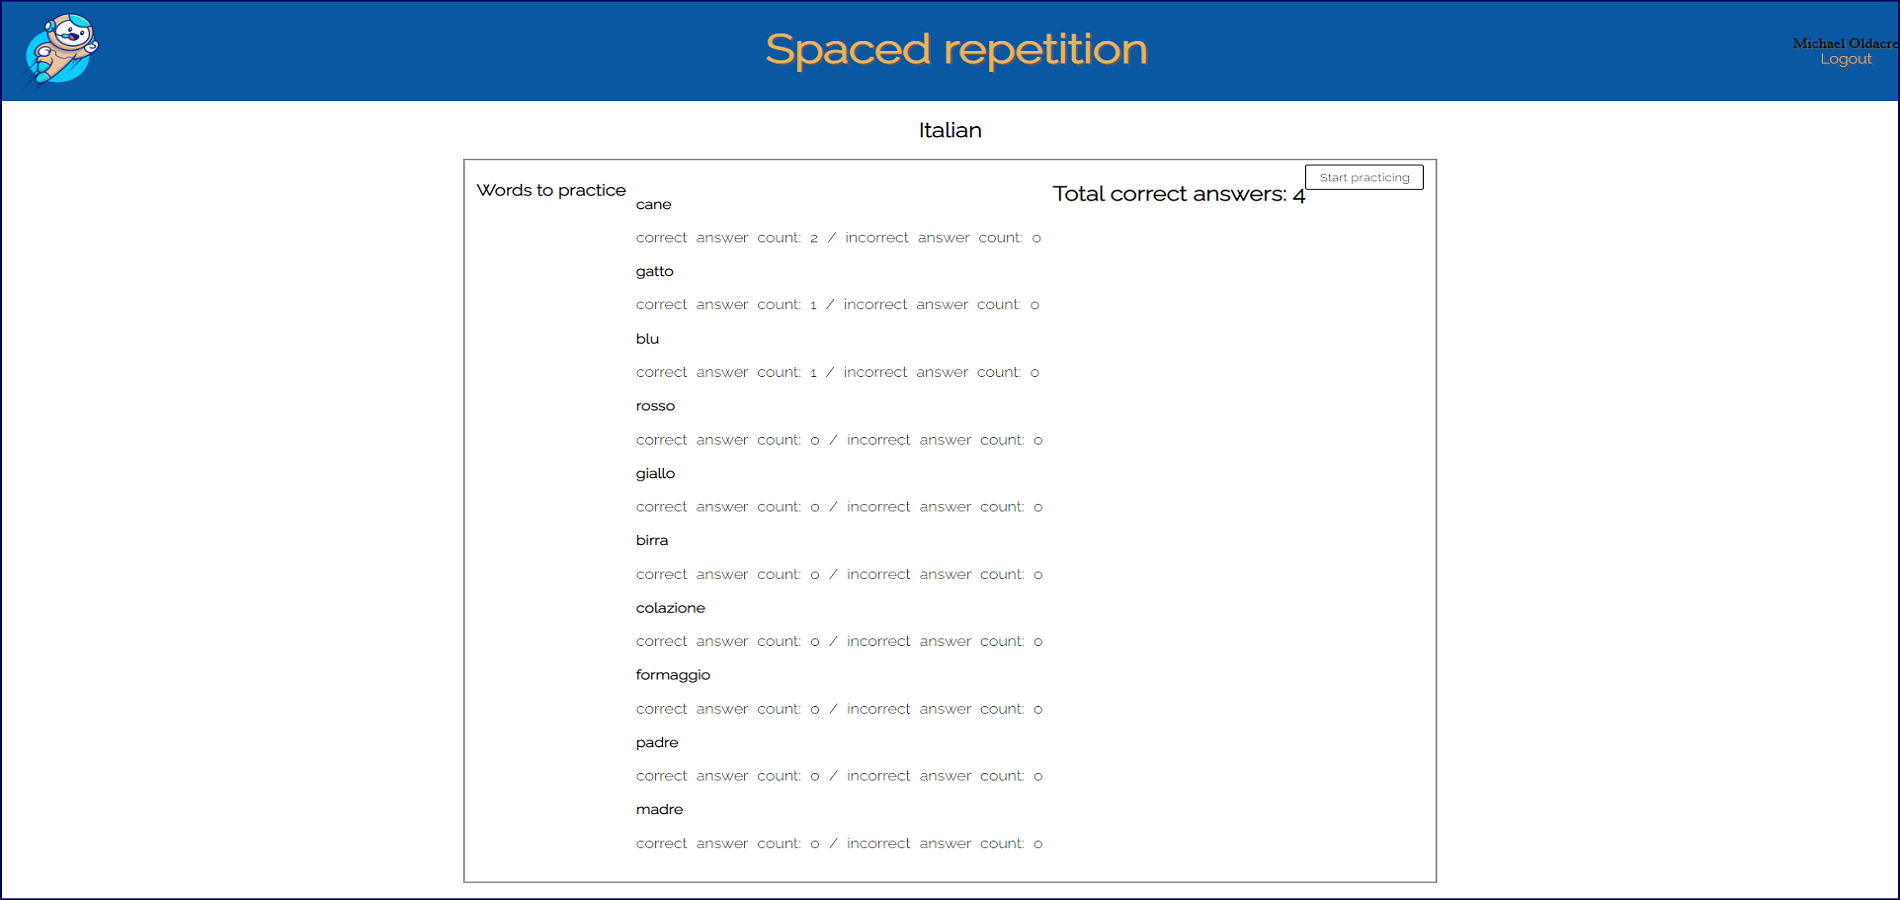 Spaced repetition
Michael Oldacre
Logout
Italian
Start practicing
Words to practice
Total correct answers: 4
cane
correct answer count: 2 / incorrect answer count: 0
gatto
correct answer count: 1 / incorrect answer count: 0
blu
correct answer count: 1 / incorrect answer count: 0
rosso
correct answer count: 0 / incorrect answer count: 0
giallo
correct answer count: 0 / incorrect answer count: 0
birra
correct answer count: 0 / incorrect answer count: 0
colazione
correct answer count: 0 / incorrect answer count: 0
formaggio
correct answer count: 0 / incorrect answer count: 0
padre
correct answer count: 0 / incorrect answer count: 0
madre
correct answer count: 0 / incorrect answer count: 0